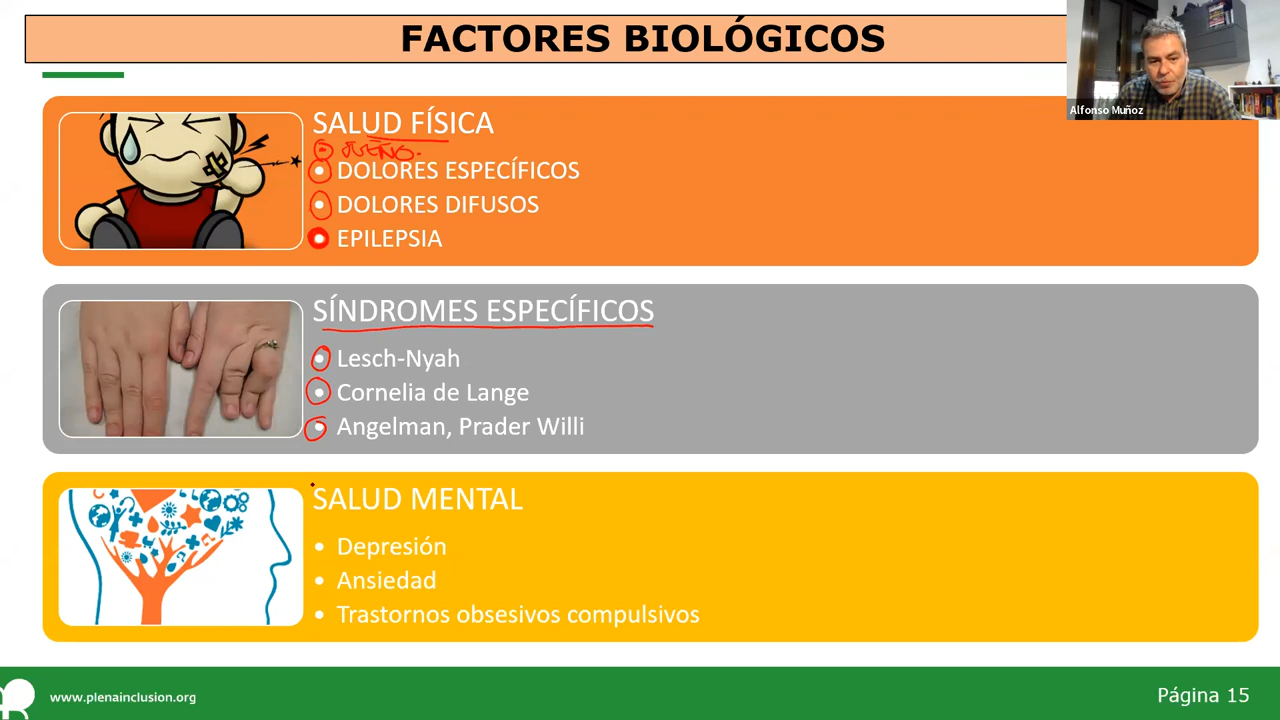 FACTORES BIOLÓGICOS
Alfonso Muñoz
SALUD FÍSICA
SUEÑO.
DOLORES ESPECÍFICOS
DOLORES DIFUSOS
EPILEPSIA
SÍNDROMES ESPECÍFICOS
Lesch-Nyah
Cornelia de Lange
Angelman, Prader Willi
SALUD MENTAL
Depresión
Ansiedad
Trastornos obsesivos compulsivos
www.plenainclusion.org
Página 15